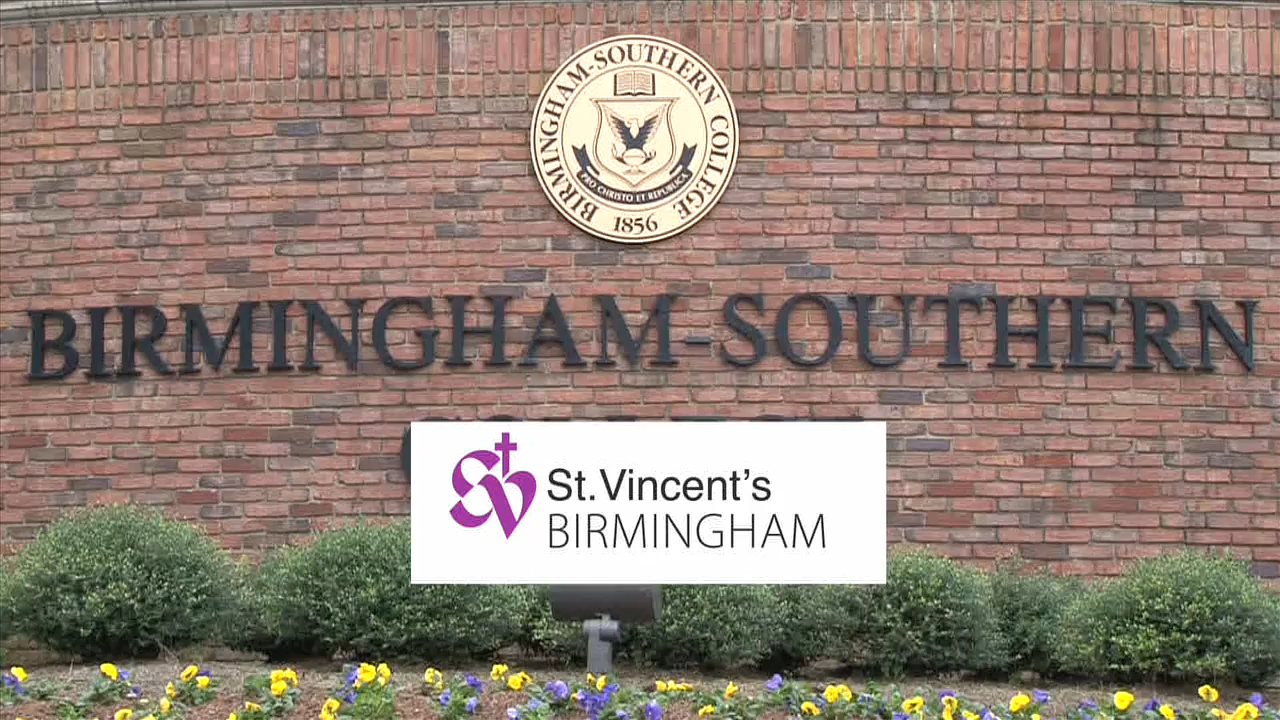 BIRMINGHAM-SOUTHERN COLLEGE
PRO CHRISTO ET REPUBLICA
1856
BIRMINGHAM-SOUTHERN
St. Vincent's
BIRMINGHAM